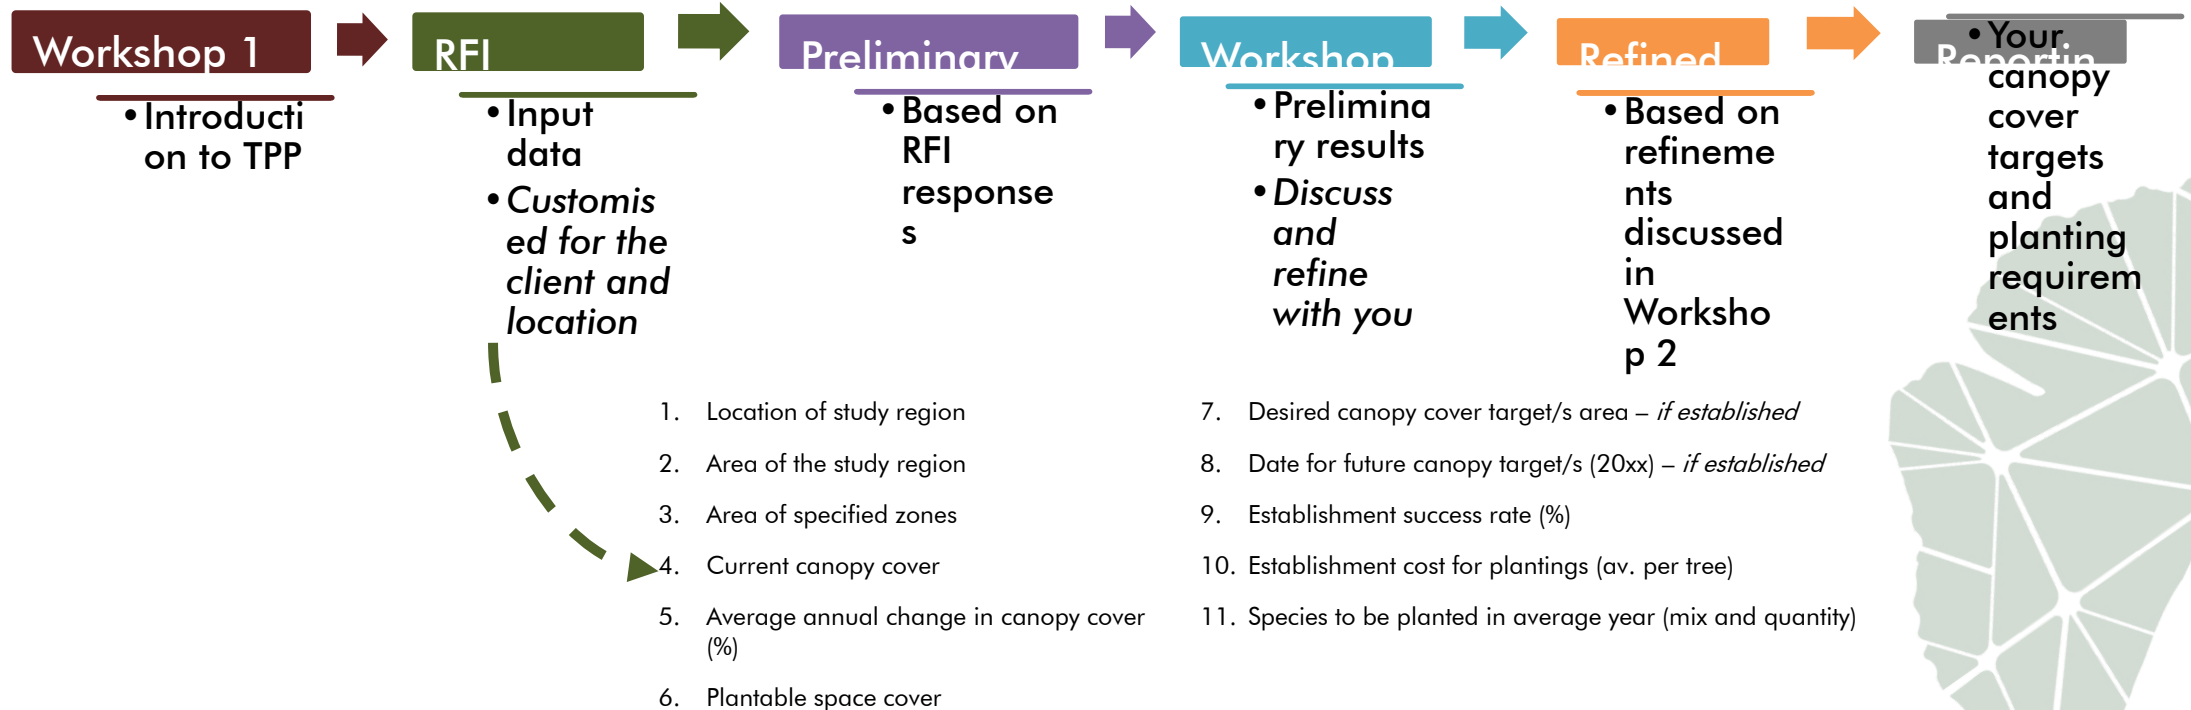 Workshop 1
• Introducti
on to TPP
RFI
• Input
data
• Customis
ed for the
client and
location
Preliminary
• Based on
RFI
response
s
Workshop
• Prelimina
ry results
• Discuss
and
refine
with you
Refined
• Based on
refineme
nts
discussed
in
Worksho
p 2
Reportin
• Your
canopy
cover
targets
and
planting
requirem
ents
1. Location of study region
2. Area of the study region
3. Area of specified zones
4. Current canopy cover
5. Average annual change in canopy cover
(%)
6. Plantable space cover
7. Desired canopy cover target/s area – if established
8. Date for future canopy target/s (20xx) – if established
9. Establishment success rate (%)
10. Establishment cost for plantings (av. per tree)
11. Species to be planted in average year (mix and quantity)